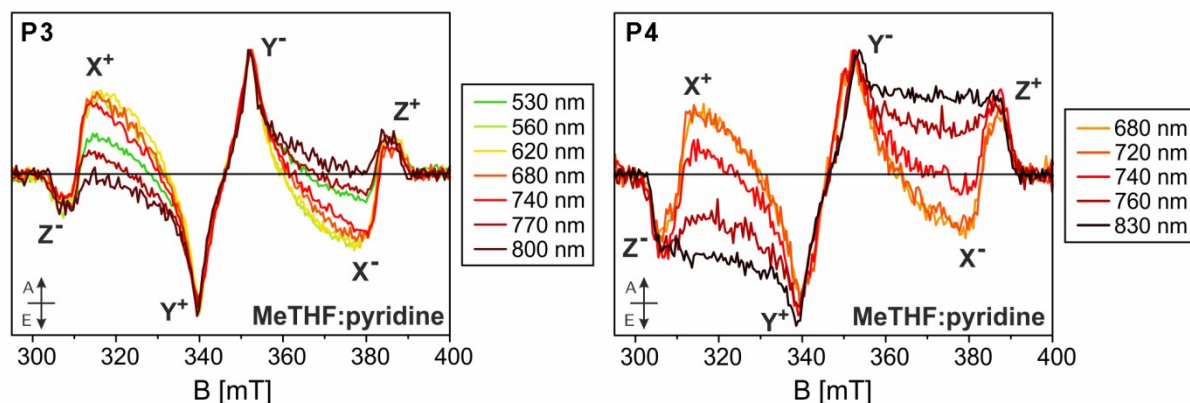 P3
X⁺
Y⁻
Z⁺
Z⁻
X⁻
Y⁺
A
E
MeTHF:pyridine
300 320 340 360 380 400
B [mT]
530 nm
560 nm
620 nm
680 nm
740 nm
770 nm
800 nm
P4
Y⁻
X⁺
Z⁺
Z⁻
X⁻
Y⁺
A
E
MeTHF:pyridine
300 320 340 360 380 400
B [mT]
680 nm
720 nm
740 nm
760 nm
830 nm